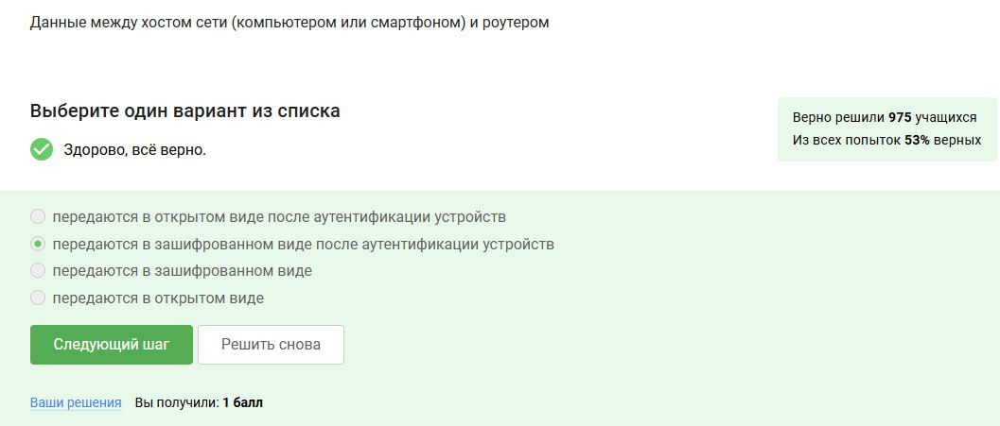 Данные между хостом сети (компьютером или смартфоном) и роутером
Выберите один вариант из списка
Здорово, всё верно.
Верно решили 975 учащихся
Из всех попыток 53% верных
передаются в открытом виде после аутентификации устройств
передаются в зашифрованном виде после аутентификации устройств
передаются в зашифрованном виде
передаются в открытом виде
Следующий шаг
Решить снова
Ваши решения
Вы получили: 1 балл